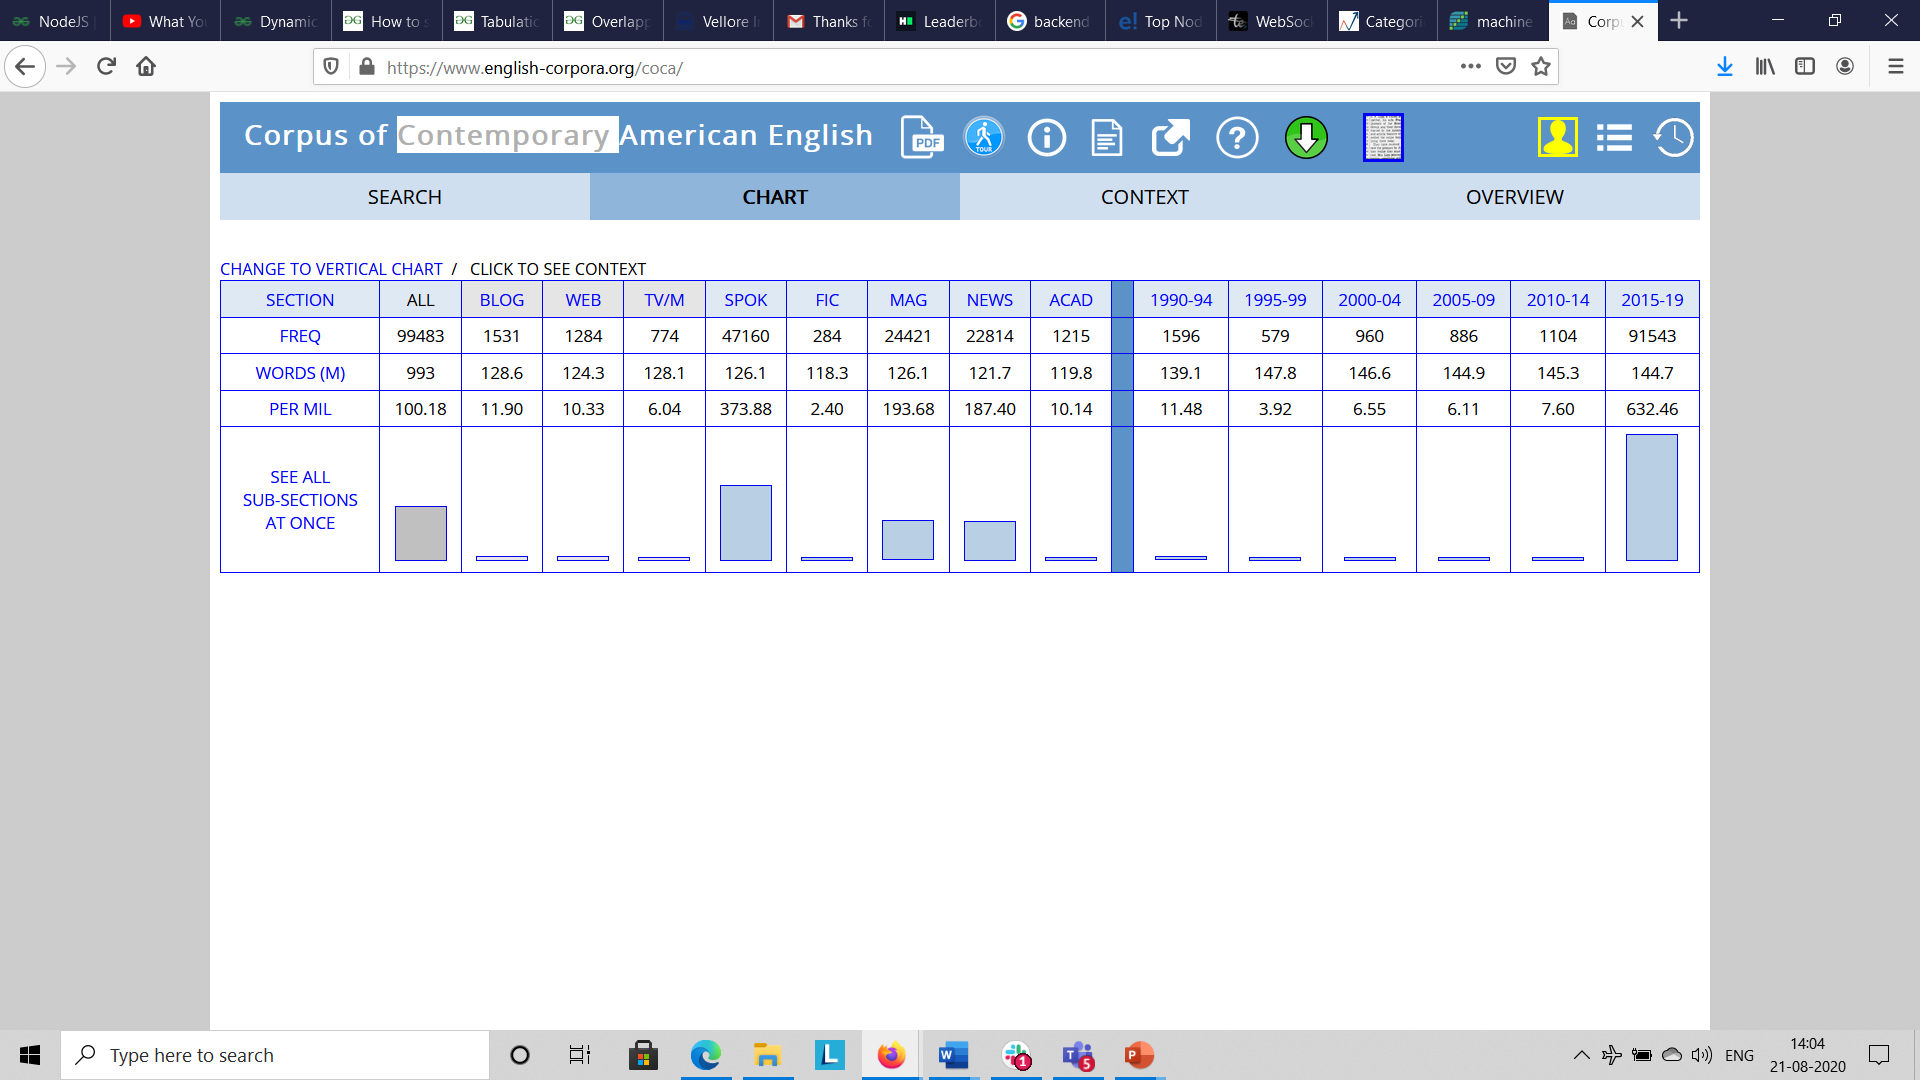 NodeJS
What Yo
Dynamic
How to s
Tabulatic
Overlapp
Vellore I
Thanks fo
Leaderb
backend
Top Nod
WebSoc
Categori
machine
Corpu
https://www.english-corpora.org/coca/
Corpus of Contemporary American English
PDF
TOUR
SEARCH CHART CONTEXT OVERVIEW
CHANGE TO VERTICAL CHART / CLICK TO SEE CONTEXT
SECTION ALL BLOG WEB TV/M SPOK FIC MAG NEWS ACAD 1990-94 1995-99 2000-04 2005-09 2010-14 2015-19
FREQ 99483 1531 1284 774 47160 284 24421 22814 1215 1596 579 960 886 1104 91543
WORDS (M) 993 128.6 124.3 128.1 126.1 118.3 126.1 121.7 119.8 139.1 147.8 146.6 144.9 145.3 144.7
PER MIL 100.18 11.90 10.33 6.04 373.88 2.40 193.68 187.40 10.14 11.48 3.92 6.55 6.11 7.60 632.46
SEE ALL
SUB-SECTIONS
AT ONCE
Type here to search
ENG
14:04
21-08-2020